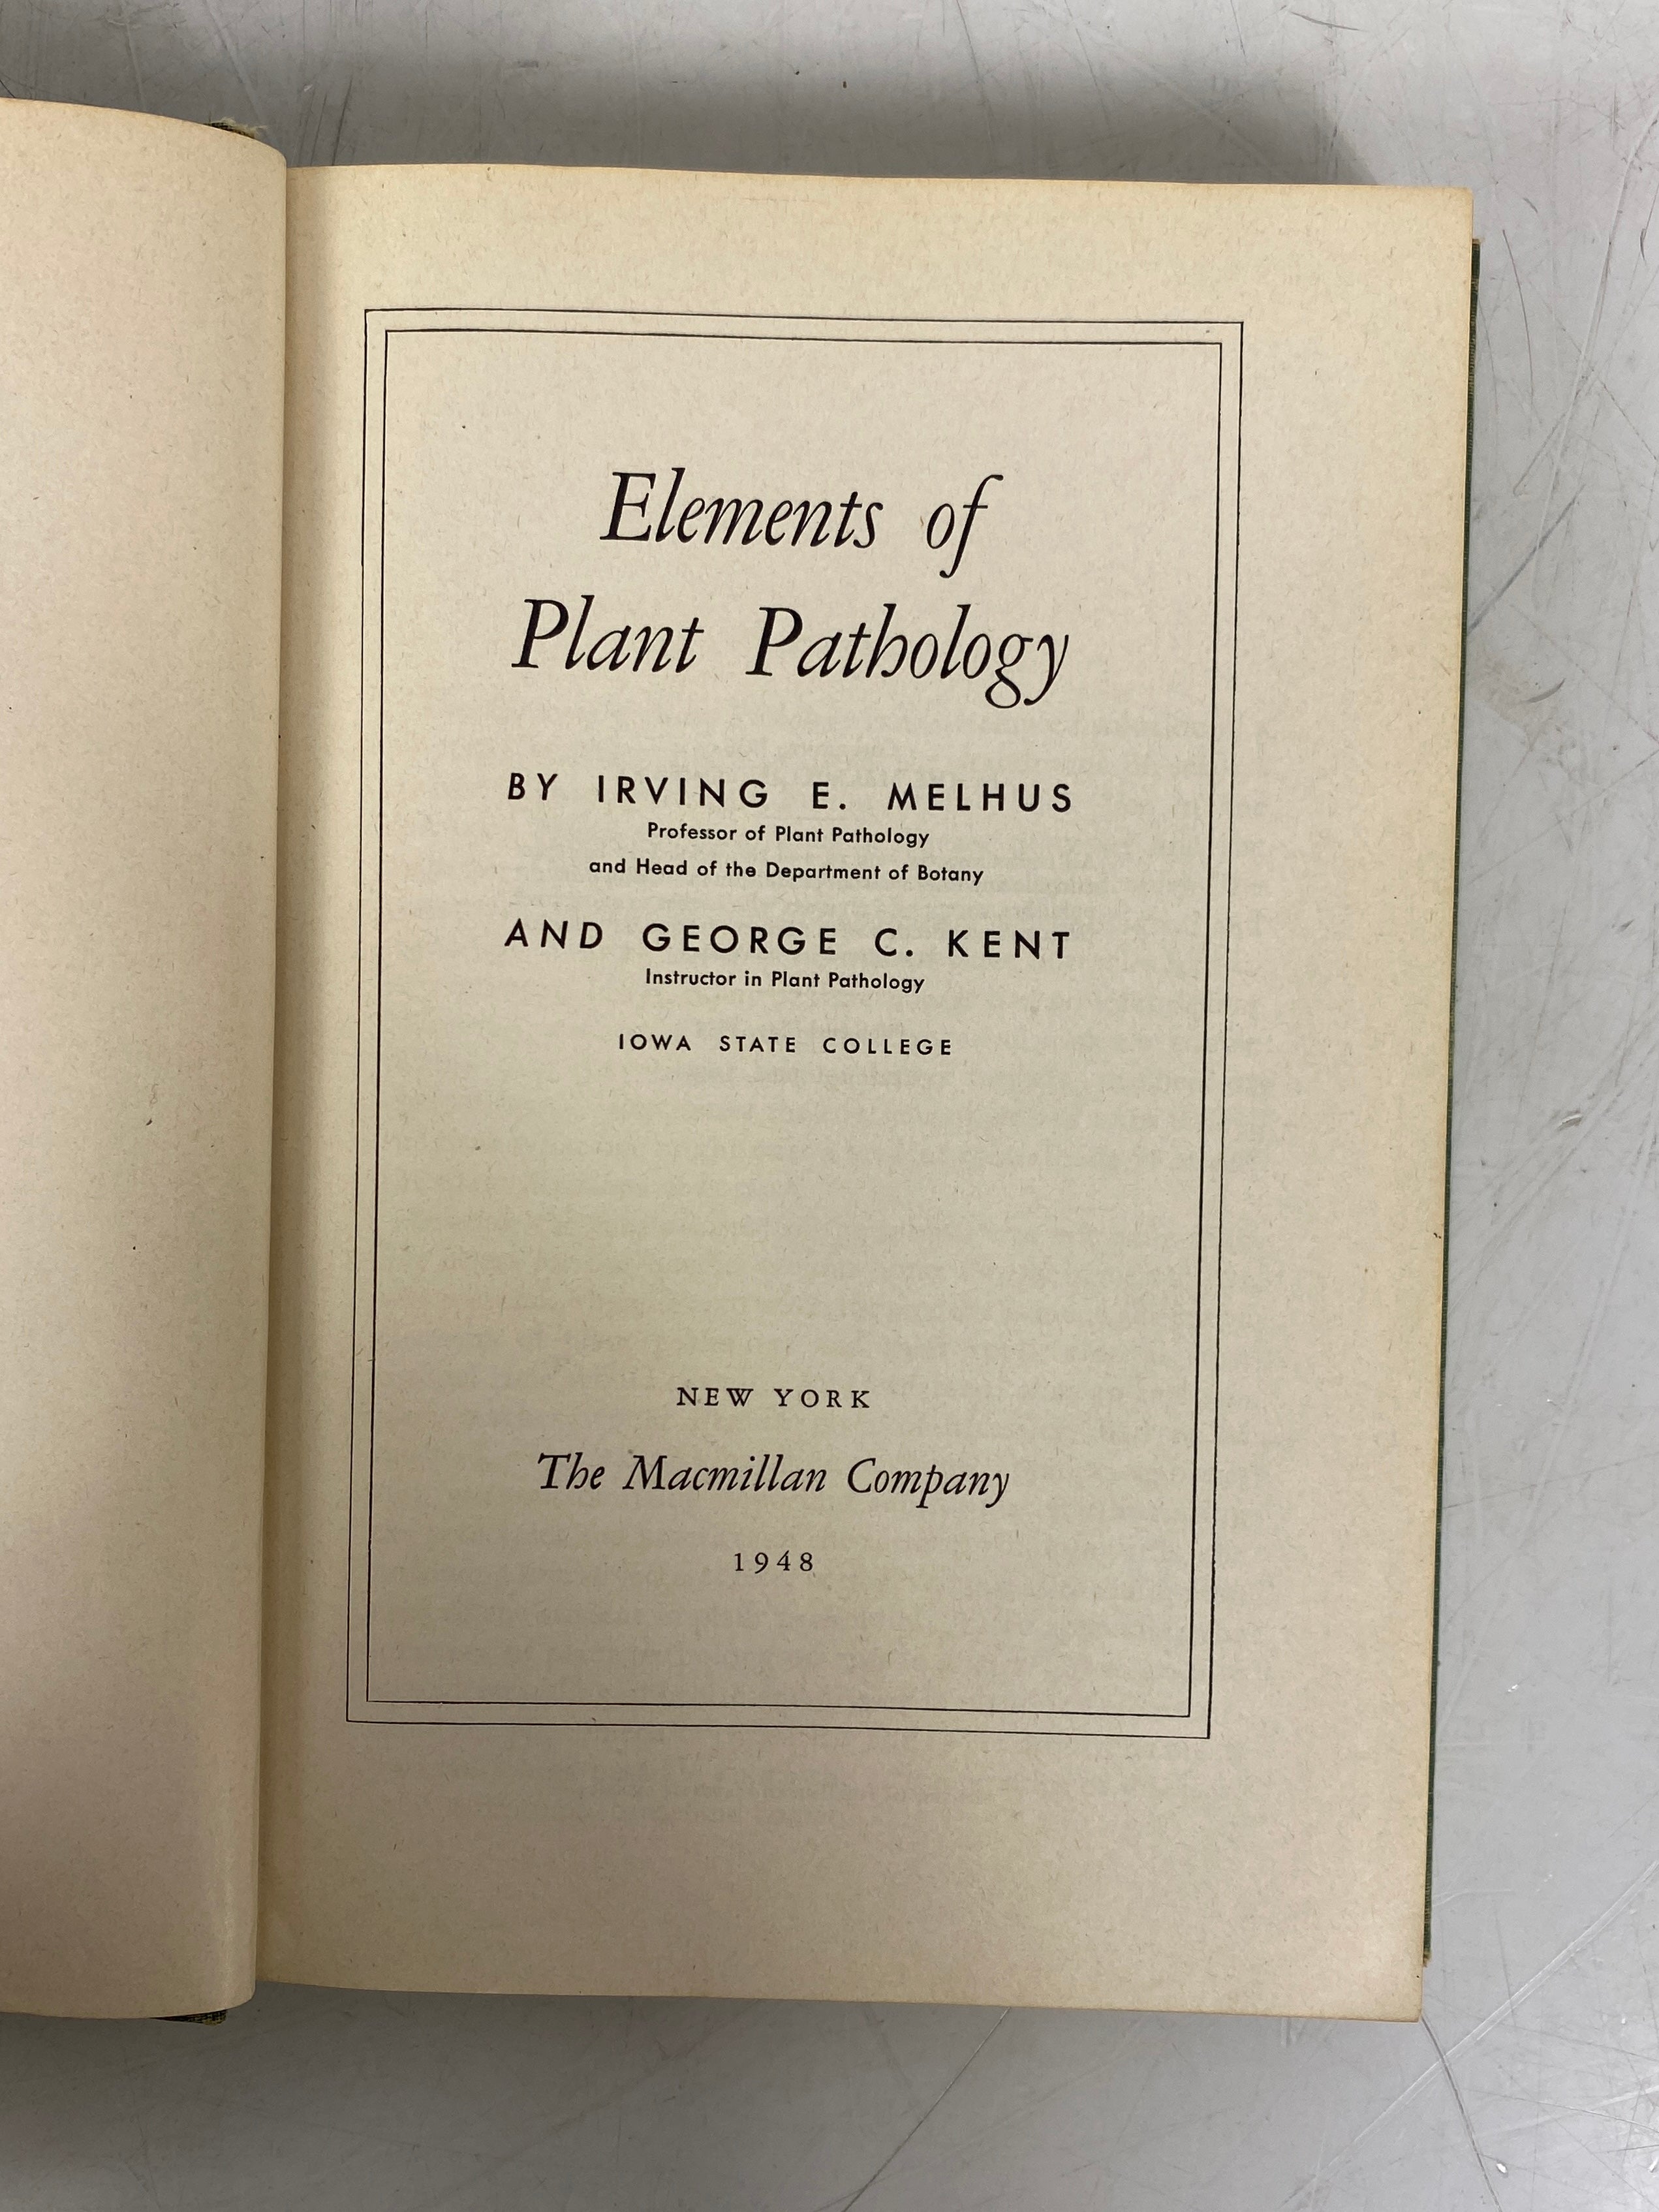 Elements of
Plant Pathology
BY IRVING E. MELHUS
Professor of Plant Pathology
and Head of the Department of Botany
AND GEORGE C. KENT
Instructor in Plant Pathology
IOWA STATE COLLEGE
NEW YORK
The Macmillan Company
1948